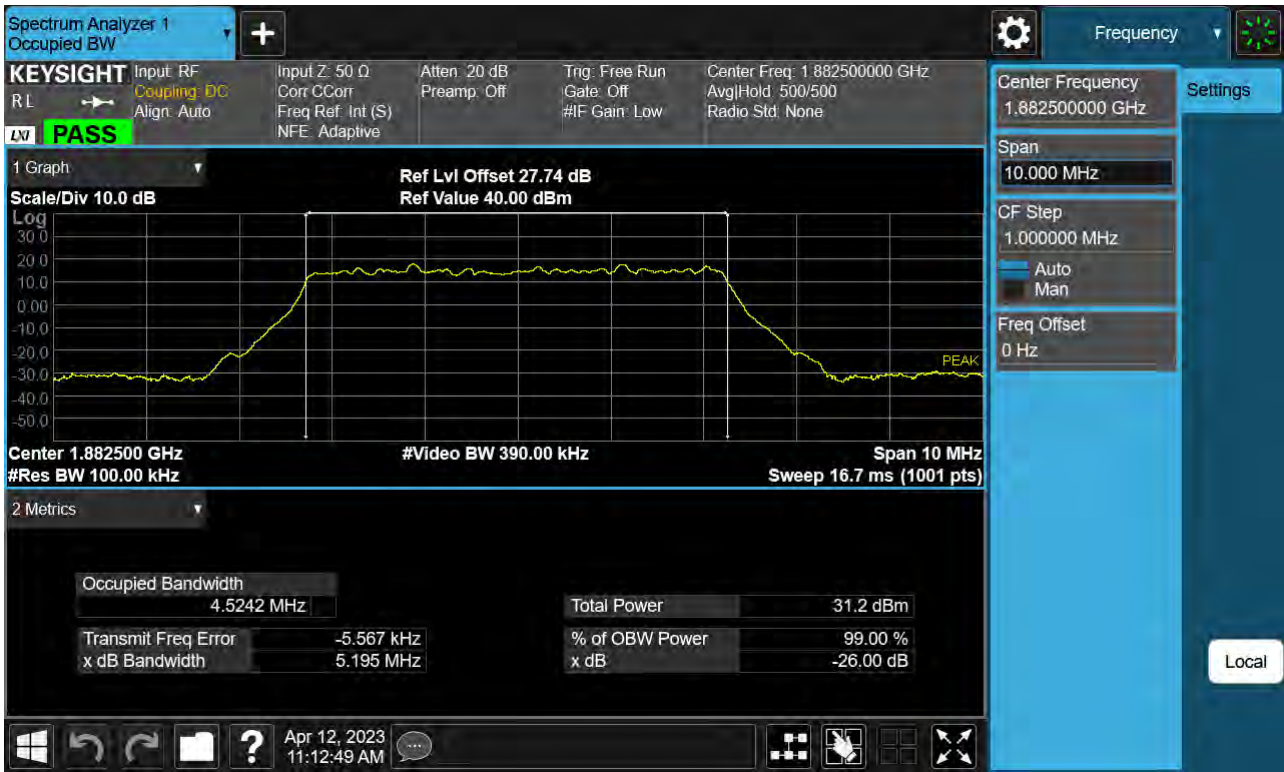 Spectrum Analyzer 1
Occupied BW
+
Frequency
KEYSIGHT
RL
LXI PASS
Input: RF
Coupling: DC
Align: Auto
Input Z: 50 Ω
Corr CCorr
Freq Ref: Int (S)
NFE: Adaptive
Atten: 20 dB
Preamp: Off
Trig: Free Run
Gate: Off
#IF Gain: Low
Center Freq: 1.882500000 GHz
Avg|Hold: 500/500
Radio Std: None
Center Frequency
1.882500000 GHz
Settings
Span
10.000 MHz
CF Step
1.000000 MHz
Auto
Man
Freq Offset
0 Hz
Local
1 Graph
Scale/Div 10.0 dB
Ref Lvl Offset 27.74 dB
Ref Value 40.00 dBm
Log
30.0
20.0
10.0
0.00
-10.0
-20.0
-30.0
-40.0
-50.0
PEAK
Center 1.882500 GHz #Video BW 390.00 kHz Span 10 MHz
#Res BW 100.00 kHz Sweep 16.7 ms (1001 pts)
2 Metrics
Occupied Bandwidth
4.5242 MHz
Total Power 31.2 dBm
Transmit Freq Error -5.567 kHz % of OBW Power 99.00 %
x dB Bandwidth 5.195 MHz x dB -26.00 dB
?
Apr 12, 2023
11:12:49 AM